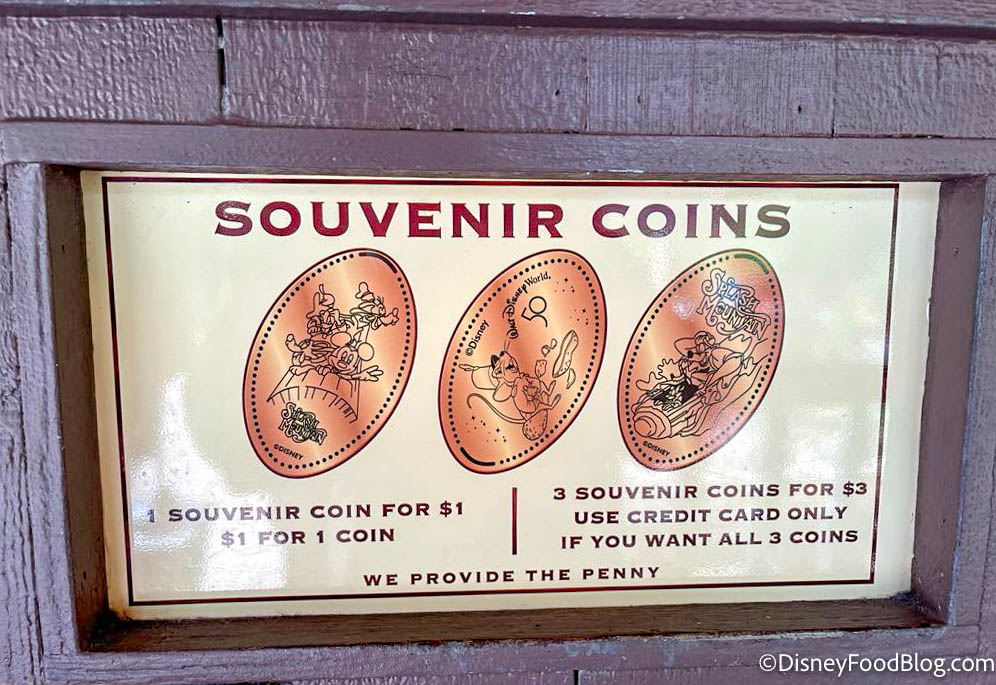 SOUVENIR COINS
SPLASH
MOUNTAIN
©DISNEY
©Disney
Walt Disney World.
50
SPLASH
MOUNTAIN
©DISNEY
1 SOUVENIR COIN FOR $1
$1 FOR 1 COIN
3 SOUVENIR COINS FOR $3
USE CREDIT CARD ONLY
IF YOU WANT ALL 3 COINS
WE PROVIDE THE PENNY
©DisneyFoodBlog.com